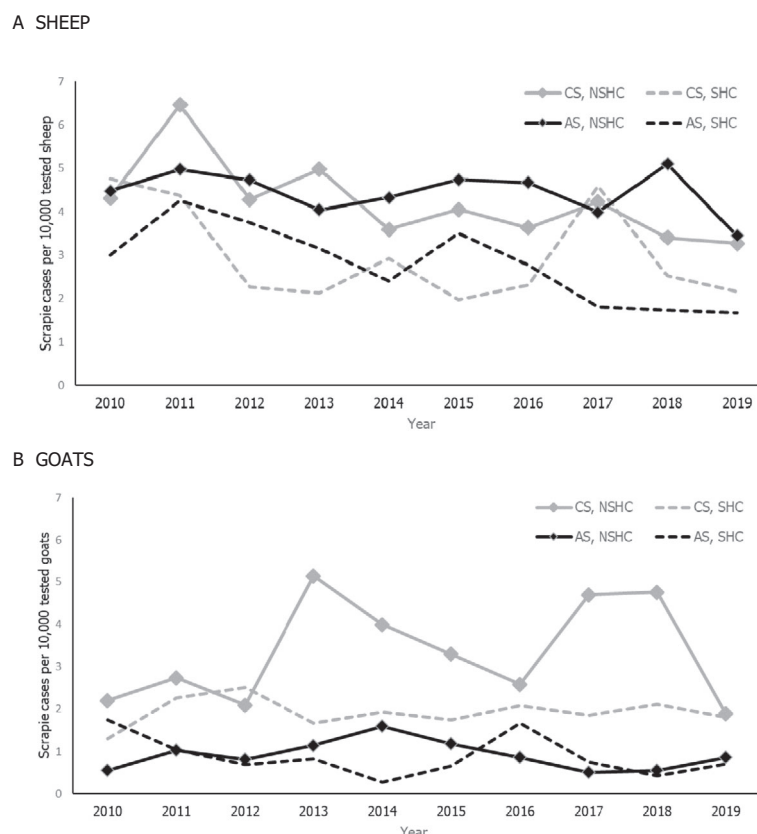 A SHEEP
7
6
5
4
3
2
1
0
Scrapie cases per 10,000 tested sheep
CS, NSHC
CS, SHC
AS, NSHC
AS, SHC
2010 2011 2012 2013 2014 2015 2016 2017 2018 2019
Year
B GOATS
7
6
5
4
3
2
1
0
Scrapie cases per 10,000 tested goats
CS, NSHC
CS, SHC
AS, NSHC
AS, SHC
2010 2011 2012 2013 2014 2015 2016 2017 2018 2019
Year